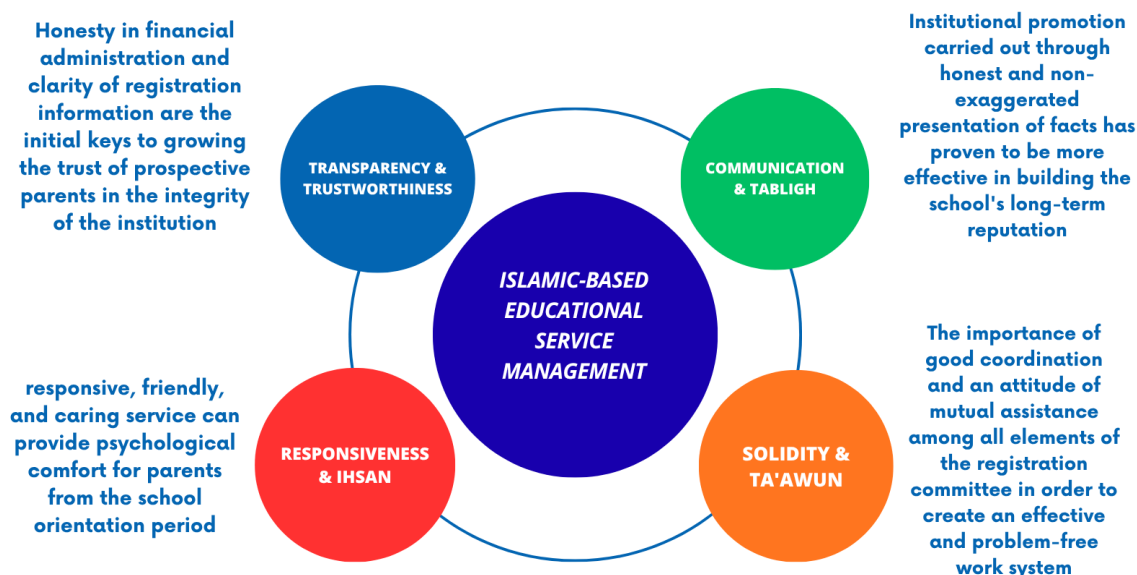 Honesty in financial
administration and
clarity of registration
information are the
initial keys to growing
the trust of prospective
parents in the integrity
of the institution
TRANSPARENCY &
TRUSTWORTHINESS
COMMUNICATION
& TABLIGH
Institutional promotion
carried out through
honest and non-
exaggerated
presentation of facts has
proven to be more
effective in building the
school's long-term
reputation
ISLAMIC-BASED
EDUCATIONAL
SERVICE
MANAGEMENT
responsive, friendly,
and caring service can
provide psychological
comfort for parents
from the school
orientation period
RESPONSIVENESS
& IHSAN
SOLIDITY &
TA'AWUN
The importance of
good coordination
and an attitude of
mutual assistance
among all elements of
the registration
committee in order to
create an effective
and problem-free
work system